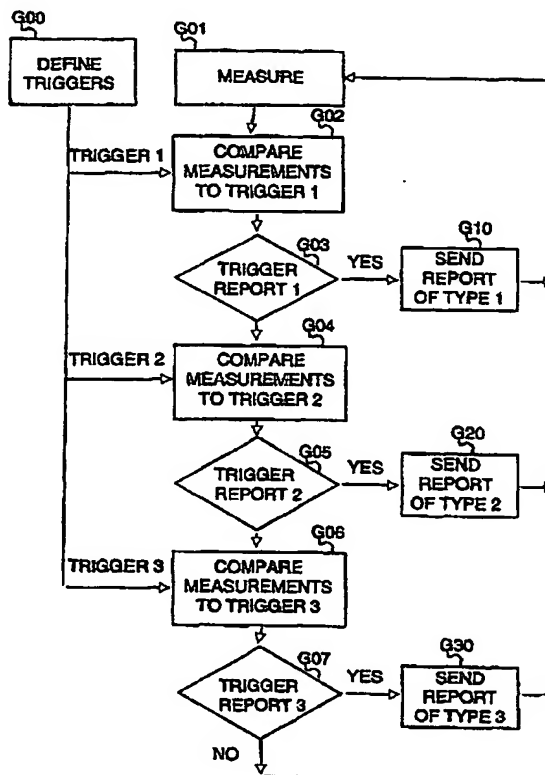 G00
DEFINE
TRIGGERS
G01
MEASURE
G02
TRIGGER 1
COMPARE
MEASUREMENTS
TO TRIGGER 1
G03
TRIGGER
REPORT 1
YES
G10
SEND
REPORT
OF TYPE 1
G04
TRIGGER 2
COMPARE
MEASUREMENTS
TO TRIGGER 2
G05
TRIGGER
REPORT 2
YES
G20
SEND
REPORT
OF TYPE 2
G06
TRIGGER 3
COMPARE
MEASUREMENTS
TO TRIGGER 3
G07
TRIGGER
REPORT 3
YES
G30
SEND
REPORT
OF TYPE 3
NO